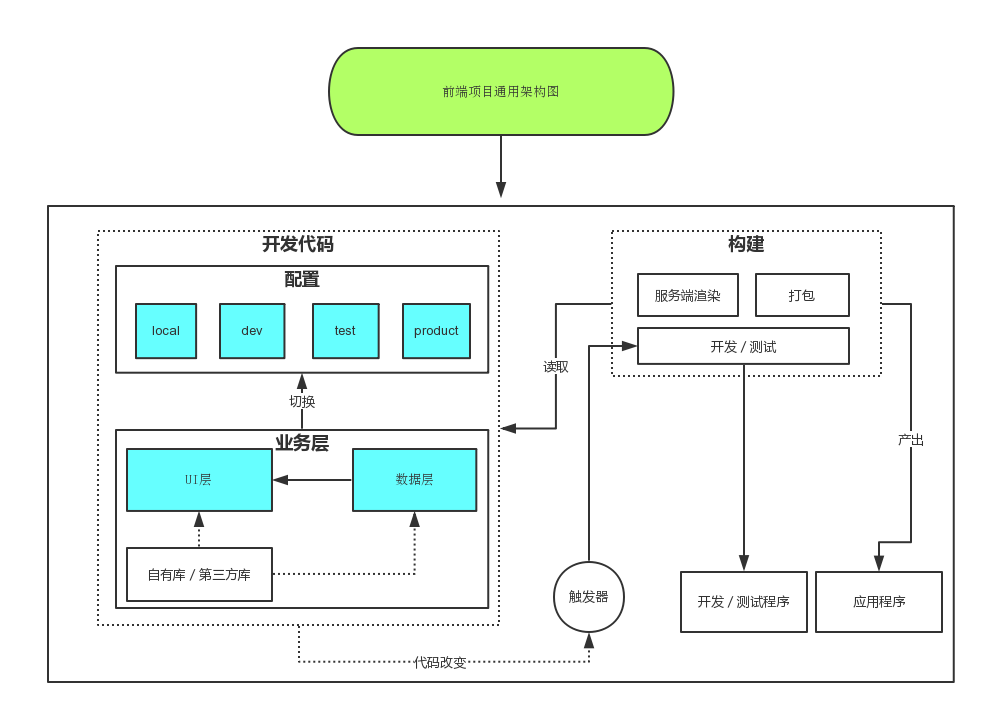 前端项目通用架构图
开发代码
配置
local
dev
test
product
切换
业务层
UI层
数据层
自有库 / 第三方库
构建
服务端渲染
打包
开发 / 测试
读取
产出
触发器
开发 / 测试程序
应用程序
代码改变